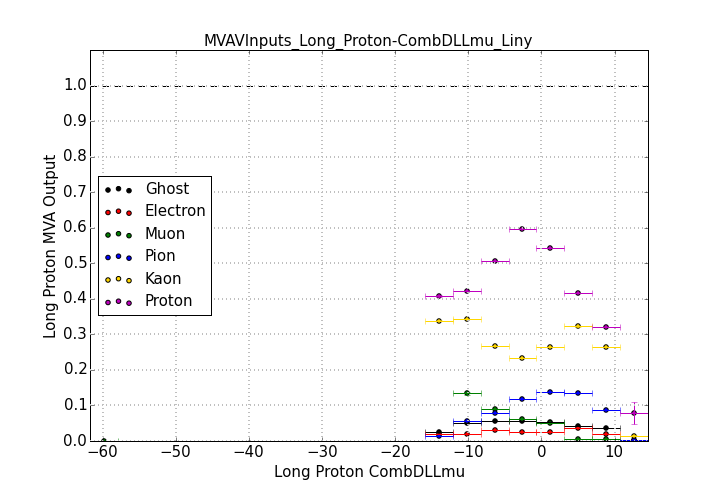 MVAVInputs_Long_Proton-CombDLLmu_Liny
Long Proton MVA Output
1.0
0.9
0.8
0.7
0.6
0.5
0.4
0.3
0.2
0.1
0.0
Ghost
Electron
Muon
Pion
Kaon
Proton
−60 −50 −40 −30 −20 −10 0 10
Long Proton CombDLLmu